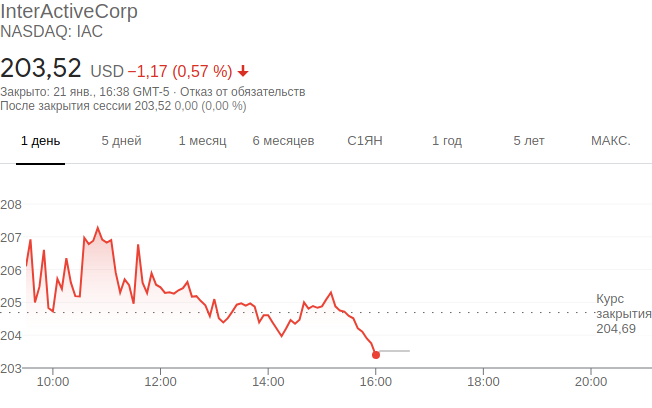 InterActiveCorp
NASDAQ: IAC
203,52 USD −1,17 (0,57 %)
Закрыто: 21 янв., 16:38 GMT-5 · Отказ от обязательств
После закрытия сессии 203,52 0,00 (0,00 %)
1 день 5 дней 1 месяц 6 месяцев С1ЯН 1 год 5 лет МАКС.
208
207
206
205
204
203
Курс
закрытия
204,69
10:00 12:00 14:00 16:00 18:00 20:00